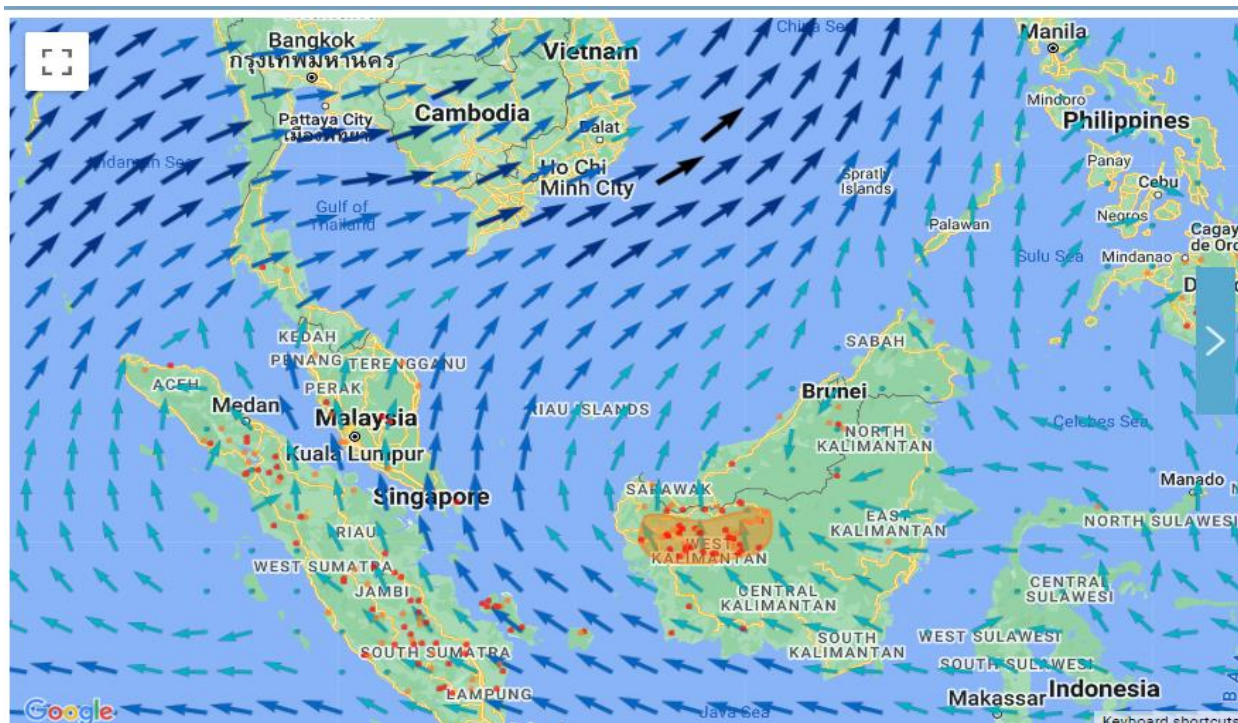 China Sea
Bangkok
กรุงเทพมหานคร
Vietnam
Manila
Mindoro
Pattaya City
เมืองพัทยา
Cambodia
Dalat
Philippines
Andaman Sea
Ho Chi
Minh City
Spratly
Islands
Panay
Cebu
Gulf of
Thailand
Palawan
Negros
Cagay
de Oro
Sulu Sea
Mindanao
D
KEDAH
PENANG
TERENGGANU
SABAH
ACEH
PERAK
Medan
Malaysia
RIAU ISLANDS
Brunei
Celebes Sea
Kuala Lumpur
NORTH
KALIMANTAN
Singapore
SARAWAK
Manado
RIAU
EAST
KALIMANTAN
NORTH SULAWESI
WEST SUMATRA
WEST
KALIMANTAN
JAMBI
CENTRAL
KALIMANTAN
CENTRAL
SULAWESI
SOUTH SUMATRA
SOUTH
KALIMANTAN
WEST SULAWESI
SOUTH SULAWESI
LAMPUNG
Makassar
Indonesia
Google
Java Sea
Keyboard shortcuts